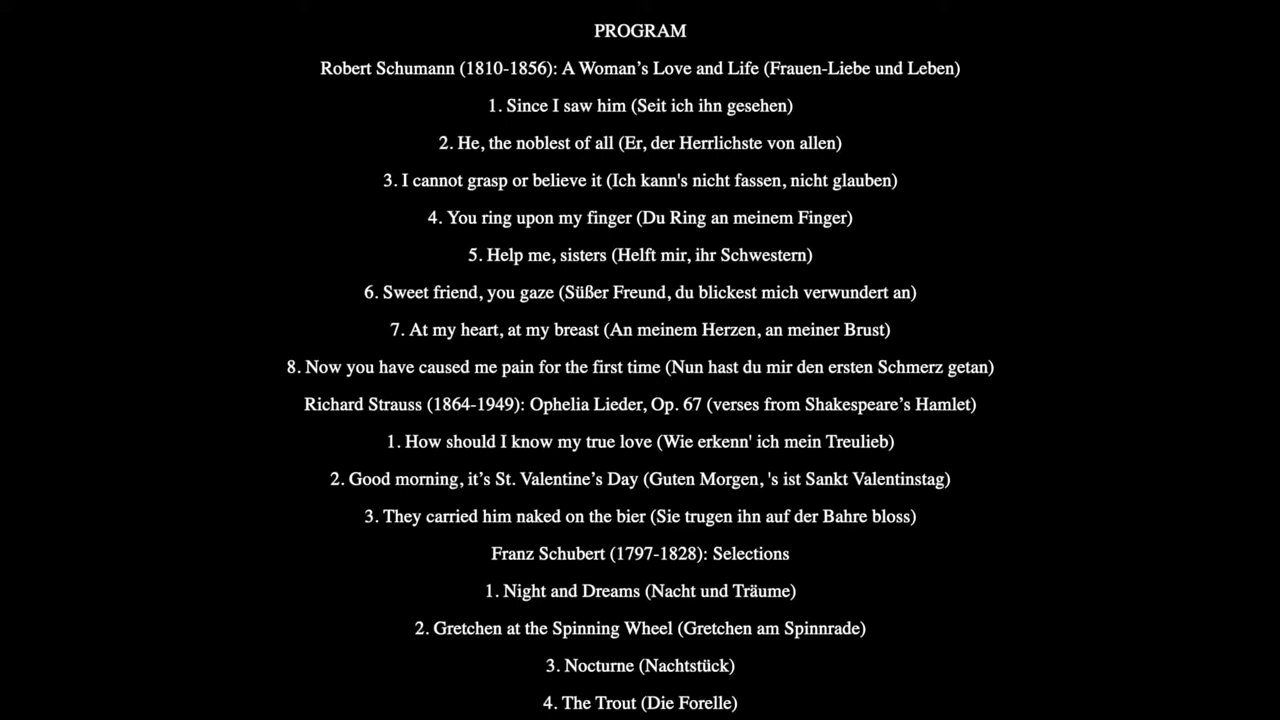 PROGRAM
Robert Schumann (1810-1856): A Woman’s Love and Life (Frauen-Liebe und Leben)
1. Since I saw him (Seit ich ihn gesehen)
2. He, the noblest of all (Er, der Herrlichste von allen)
3. I cannot grasp or believe it (Ich kann's nicht fassen, nicht glauben)
4. You ring upon my finger (Du Ring an meinem Finger)
5. Help me, sisters (Helft mir, ihr Schwestern)
6. Sweet friend, you gaze (Süßer Freund, du blickest mich verwundert an)
7. At my heart, at my breast (An meinem Herzen, an meiner Brust)
8. Now you have caused me pain for the first time (Nun hast du mir den ersten Schmerz getan)
Richard Strauss (1864-1949): Ophelia Lieder, Op. 67 (verses from Shakespeare’s Hamlet)
1. How should I know my true love (Wie erkenn' ich mein Treulieb)
2. Good morning, it’s St. Valentine’s Day (Guten Morgen, 's ist Sankt Valentinstag)
3. They carried him naked on the bier (Sie trugen ihn auf der Bahre bloss)
Franz Schubert (1797-1828): Selections
1. Night and Dreams (Nacht und Träume)
2. Gretchen at the Spinning Wheel (Gretchen am Spinnrade)
3. Nocturne (Nachtstück)
4. The Trout (Die Forelle)